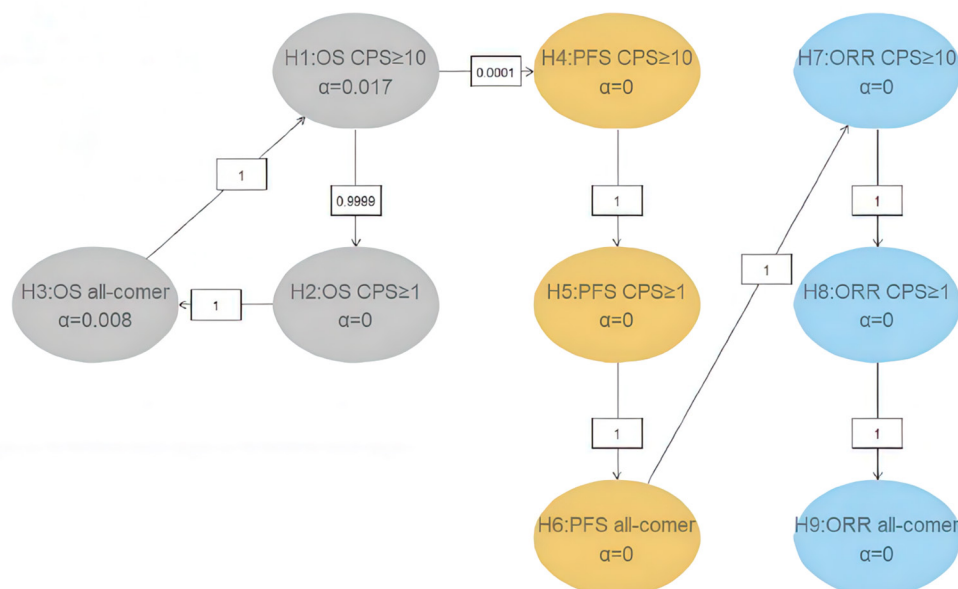 H1:OS CPS≥10
α=0.017
0.0001
H4:PFS CPS≥10
α=0
H7:ORR CPS≥10
α=0
1
0.9999
1
1
H3:OS all-comer
α=0.008
1
H2:OS CPS≥1
α=0
H5:PFS CPS≥1
α=0
1
H8:ORR CPS≥1
α=0
1
1
H6:PFS all-comer
α=0
H9:ORR all-comer
α=0